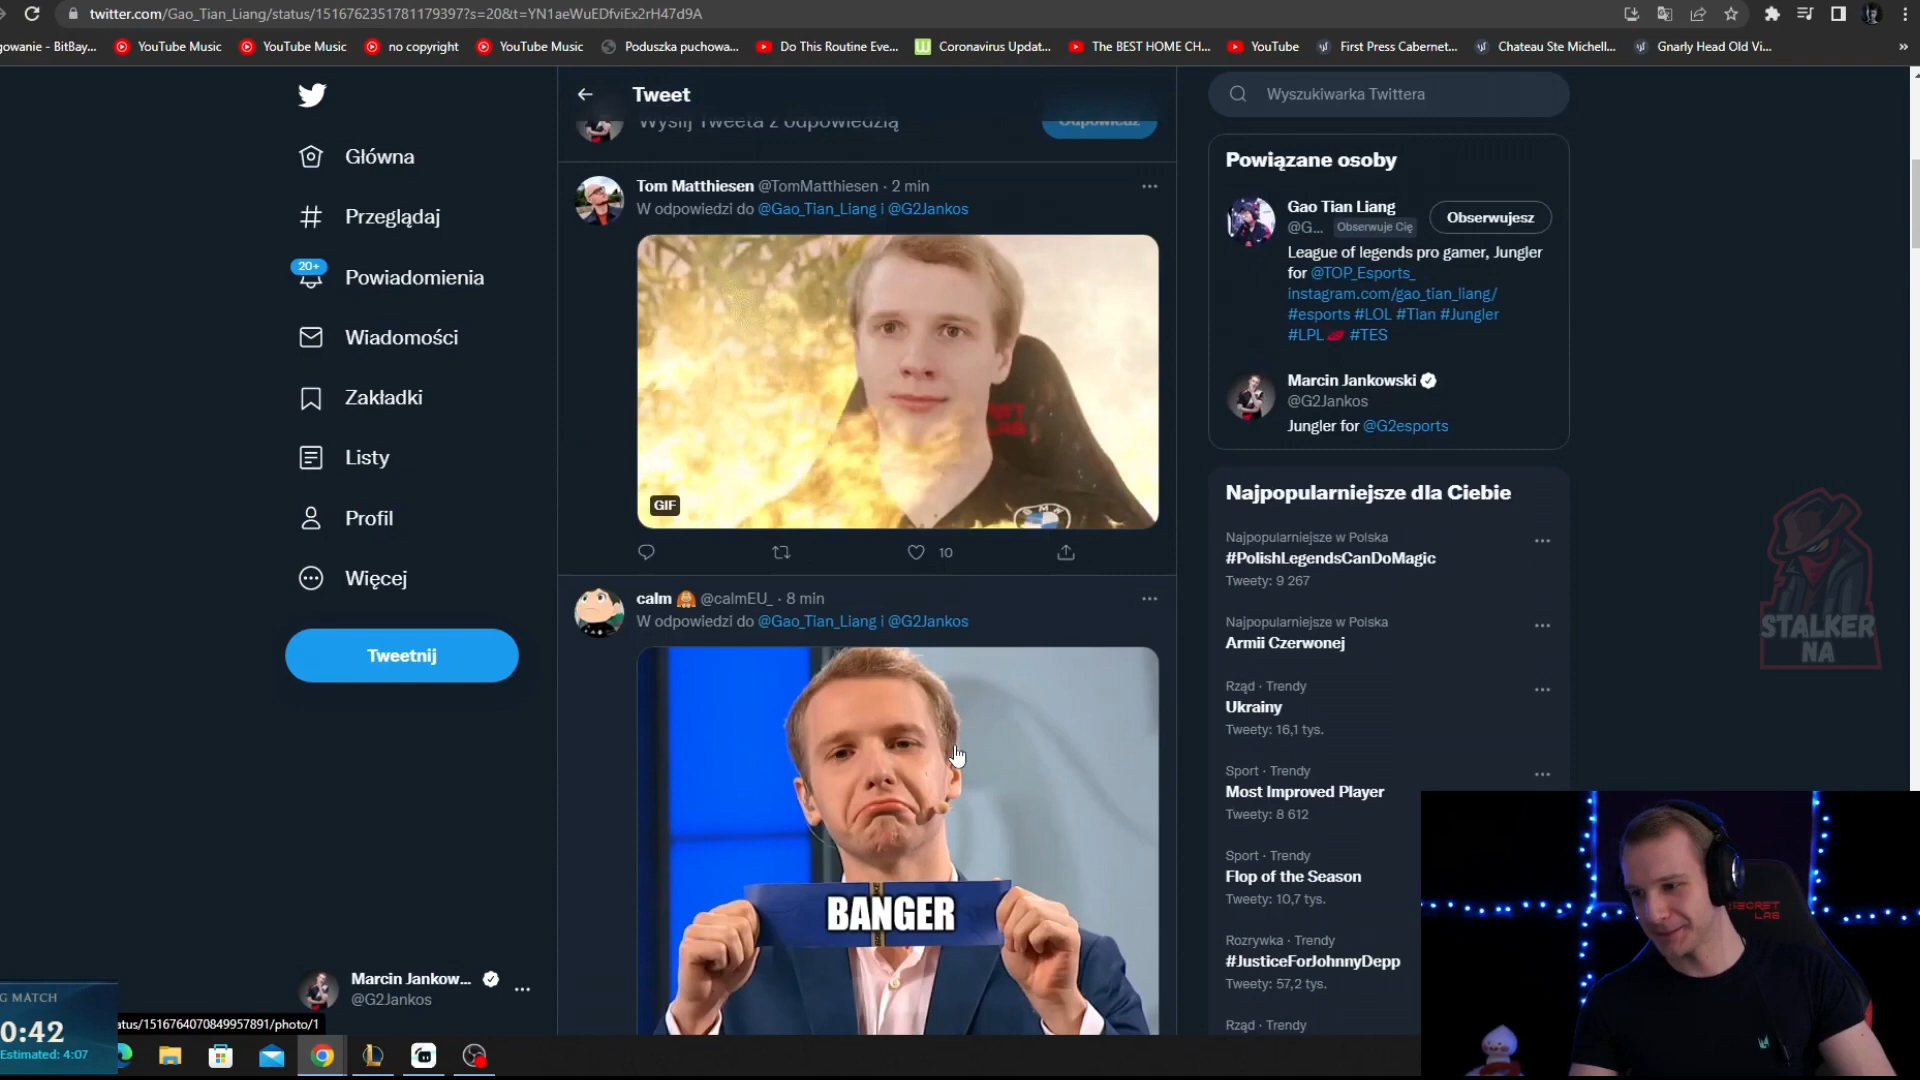 twitter.com/Gao_Tian_Liang/status/1516762351781179397?s=20&t=YN1aeWuEDfviEx2rH47d9A
gowanie - BitBay...
YouTube Music
YouTube Music
no copyright
YouTube Music
Poduszka puchowa...
Do This Routine Eve...
Coronavirus Updat...
The BEST HOME CH...
YouTube
First Press Cabernet...
Chateau Ste Michell...
Gnarly Head Old Vi...
»
Główna
Przeglądaj
20+
Powiadomienia
Wiadomości
Zakładki
Listy
Profil
Więcej
Tweetnij
Marcin Jankow...
@G2Jankos
Tweet
Wyślij Tweeta z odpowiedzią
Odpowiedz
Tom Matthiesen @TomMatthiesen · 2 min
W odpowiedzi do @Gao_Tian_Liang i @G2Jankos
SECRET
LAB
BMW
GIF
10
calm @calmEU_ · 8 min
W odpowiedzi do @Gao_Tian_Liang i @G2Jankos
BANGER
Wyszukiwarka Twittera
Powiązane osoby
Gao Tian Liang
@G... Obserwuje Cię
Obserwujesz
League of legends pro gamer, Jungler
for @TOP_Esports_
instagram.com/gao_tian_liang/
#esports #LOL #Tian #Jungler
#LPL #TES
Marcin Jankowski
@G2Jankos
Jungler for @G2esports
Najpopularniejsze dla Ciebie
Najpopularniejsze w Polska
#PolishLegendsCanDoMagic
Tweety: 9 267
Najpopularniejsze w Polska
Armii Czerwonej
Rząd · Trendy
Ukrainy
Tweety: 16,1 tys.
Sport · Trendy
Most Improved Player
Tweety: 8 612
Sport · Trendy
Flop of the Season
Tweety: 10,7 tys.
Rozrywka · Trendy
#JusticeForJohnnyDepp
Tweety: 57,2 tys.
Rząd · Trendy
STALKER
NA
SECRET
LAB
G MATCH
0:42
Estimated: 4:07
atus/1516764070849957891/photo/1